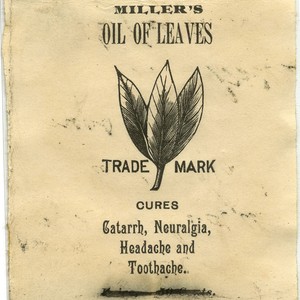 MILLER'S
OIL OF LEAVES
TRADE MARK
CURES
Catarrh, Neuralgia,
Headache and
Toothache.